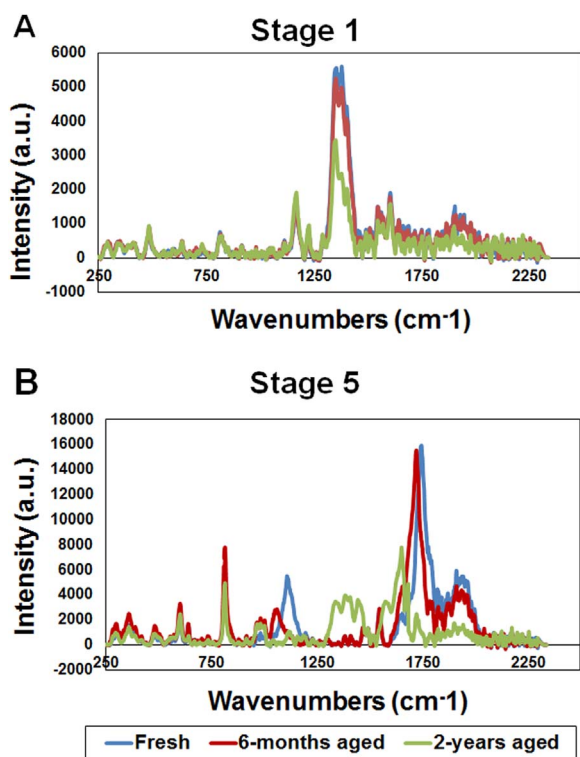 A
Stage 1
Intensity (a.u.)
6000
5000
4000
3000
2000
1000
0
-1000
250 750 1250 1750 2250
Wavenumbers (cm-1)
B
Stage 5
Intensity (a.u.)
18000
16000
14000
12000
10000
8000
6000
4000
2000
0
-2000
250 750 1250 1750 2250
Wavenumbers (cm-1)
Fresh 6-months aged 2-years aged